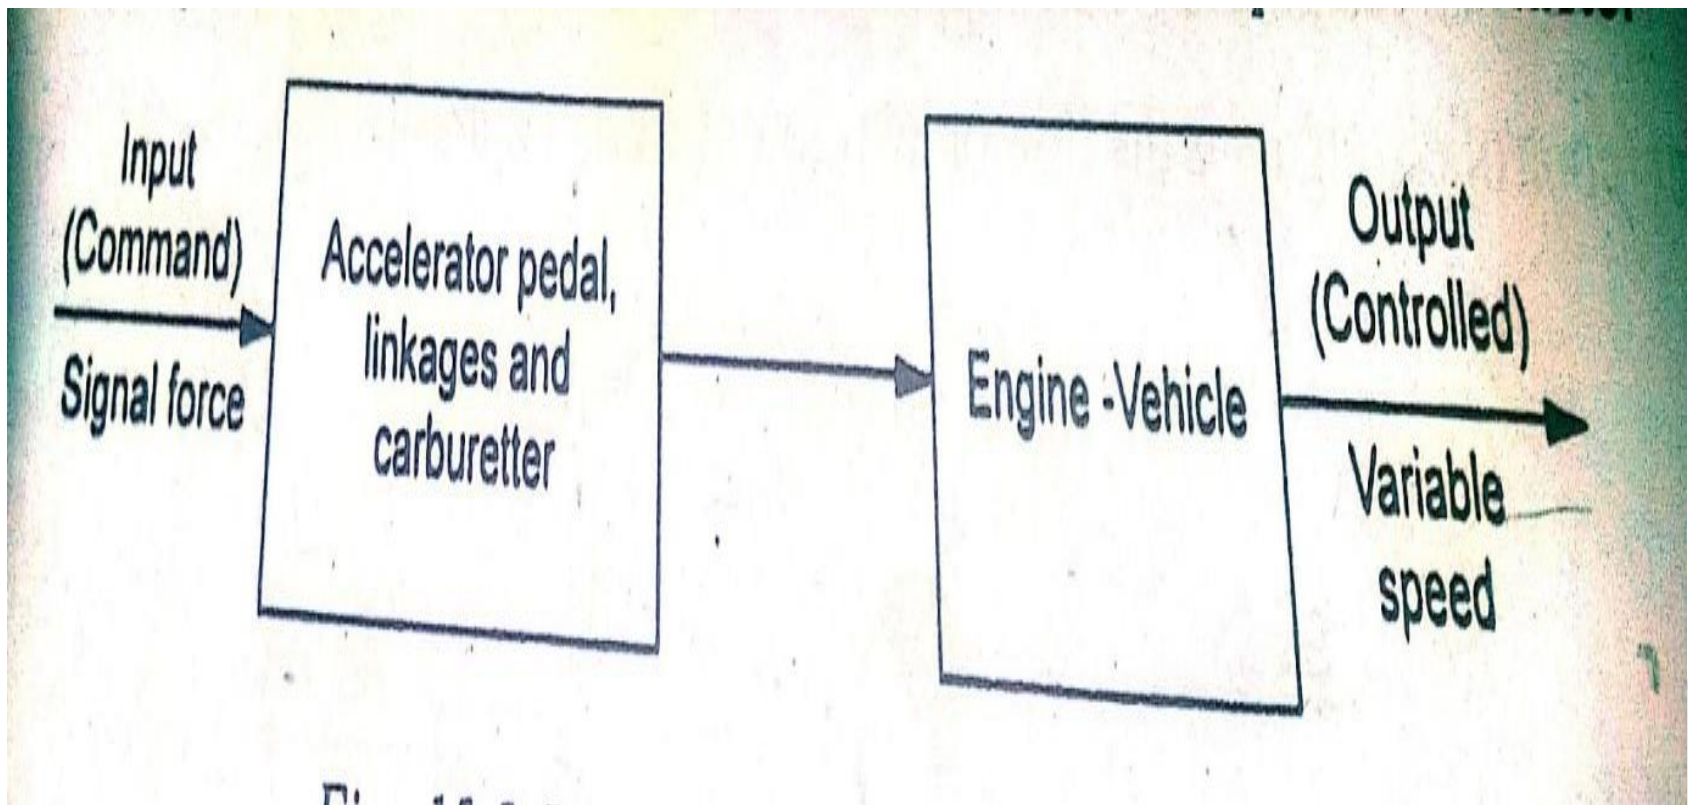 Input
(Command)
Signal force
Accelerator pedal,
linkages and
carburetter
Engine -Vehicle
Output
(Controlled)
Variable
speed